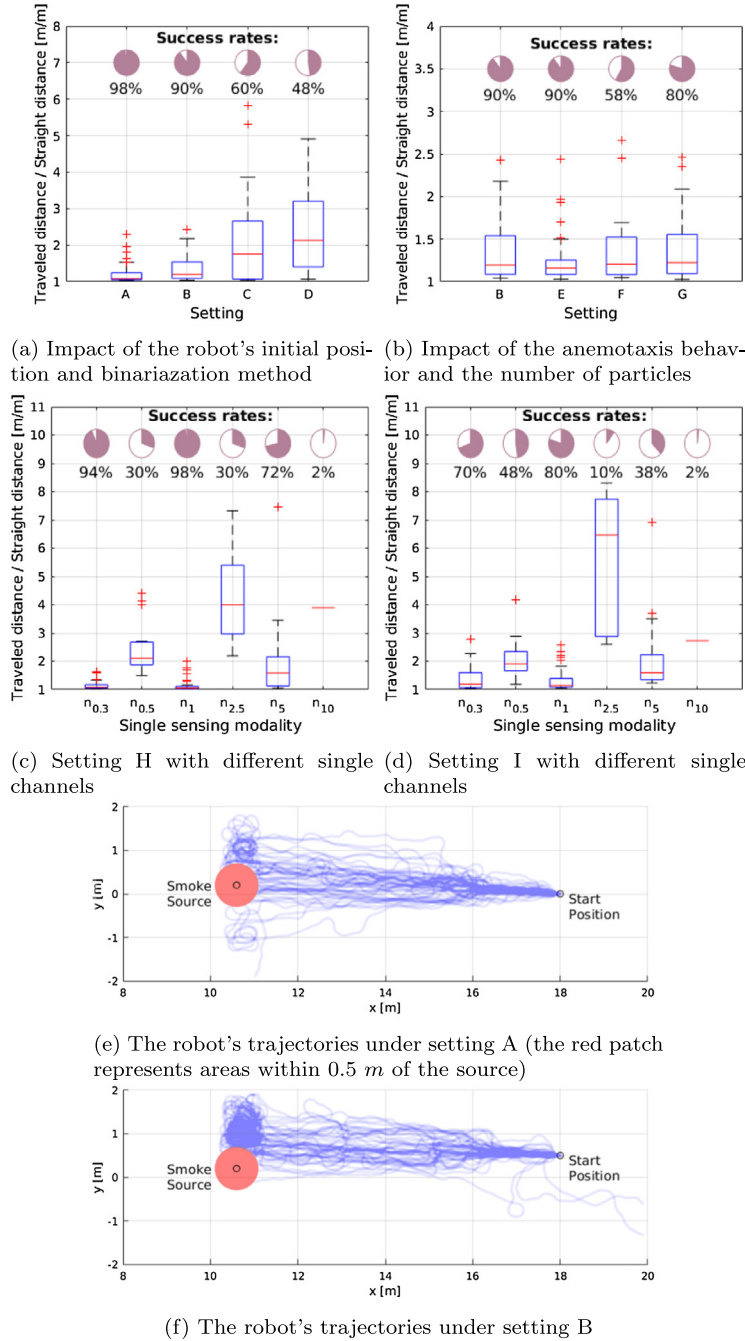 Success rates:
98% 90% 60% 48%
Traveled distance / Straight distance [m/m]
8
7
6
5
4
3
2
1
A B C D
Setting
(a) Impact of the robot's initial posi-
tion and binariazation method
Success rates:
90% 90% 58% 80%
Traveled distance / Straight distance [m/m]
4
3.5
3
2.5
2
1.5
1
B E F G
Setting
(b) Impact of the anemotaxis behav-
ior and the number of particles
Success rates:
94% 30% 98% 30% 72% 2%
Traveled distance / Straight distance [m/m]
11
10
9
8
7
6
5
4
3
2
1
n0.3 n0.5 n1 n2.5 n5 n10
Single sensing modality
(c) Setting H with different single
channels
Success rates:
70% 48% 80% 10% 38% 2%
Traveled distance / Straight distance [m/m]
11
10
9
8
7
6
5
4
3
2
1
n0.3 n0.5 n1 n2.5 n5 n10
Single sensing modality
(d) Setting I with different single
channels
2
1
0
-1
-2
y [m]
Smoke
Source
Start
Position
8 10 12 14 16 18 20
x [m]
(e) The robot's trajectories under setting A (the red patch
represents areas within 0.5 m of the source)
2
1
0
-1
-2
y [m]
Smoke
Source
Start
Position
8 10 12 14 16 18 20
x [m]
(f) The robot's trajectories under setting B